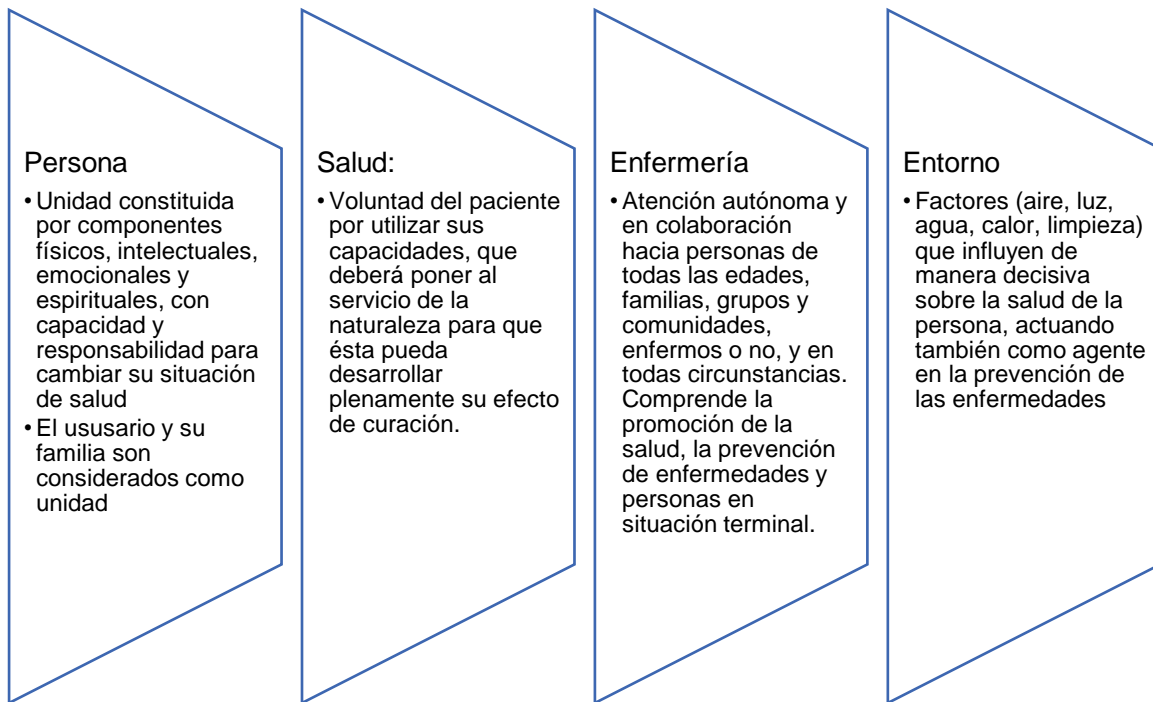 Persona
• Unidad constituida
por componentes
físicos, intelectuales,
emocionales y
espirituales, con
capacidad y
responsabilidad para
cambiar su situación
de salud
• El ususario y su
familia son
considerados como
unidad
Salud:
• Voluntad del paciente
por utilizar sus
capacidades, que
deberá poner al
servicio de la
naturaleza para que
ésta pueda
desarrollar
plenamente su efecto
de curación.
Enfermería
• Atención autónoma y
en colaboración
hacia personas de
todas las edades,
familias, grupos y
comunidades,
enfermos o no, y en
todas circunstancias.
Comprende la
promoción de la
salud, la prevención
de enfermedades y
personas en
situación terminal.
Entorno
• Factores (aire, luz,
agua, calor, limpieza)
que influyen de
manera decisiva
sobre la salud de la
persona, actuando
también como agente
en la prevención de
las enfermedades